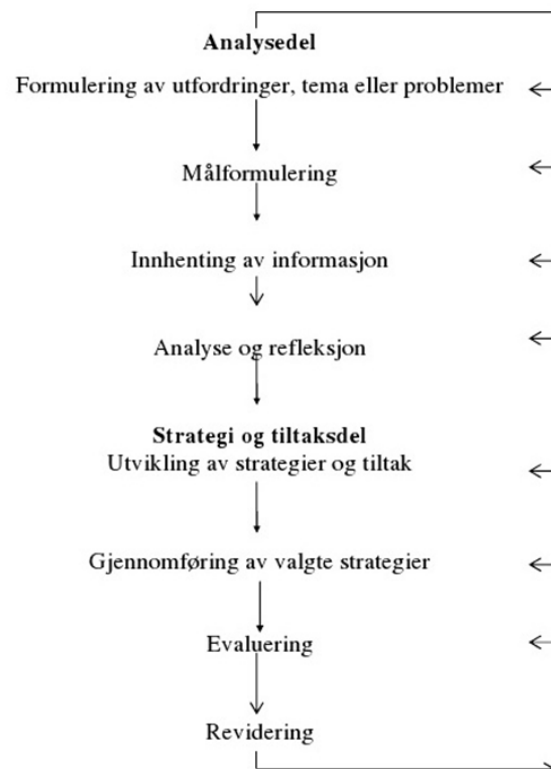 Analysedel
Formulering av utfordringer, tema eller problemer
Målformulering
Innhenting av informasjon
Analyse og refleksjon
Strategi og tiltaksdel
Utvikling av strategier og tiltak
Gjennomføring av valgte strategier
Evaluering
Revidering